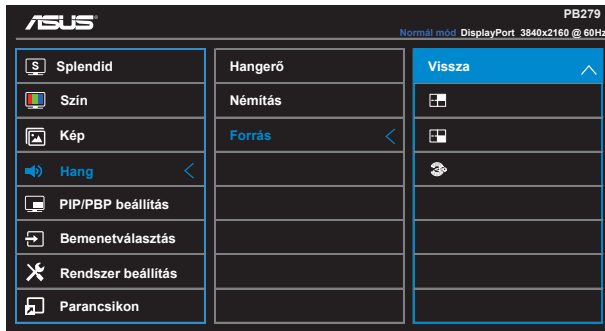 ASUS
PB279
Normál mód DisplayPort 3840x2160 @ 60Hz
S Splendid
Szín
Kép
Hang
PIP/PBP beállítás
Bemenetválasztás
Rendszer beállítás
Parancsikon
Hangerő
Némítás
Forrás
Vissza